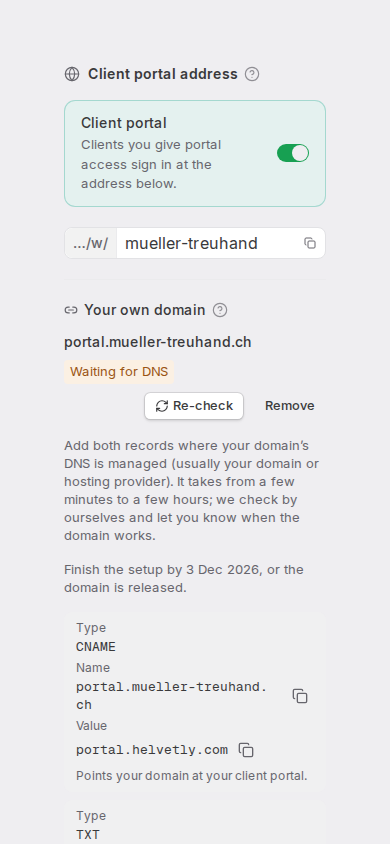 Client portal address
Client portal
Clients you give portal
access sign in at the
address below.
.../w/ mueller-treuhand
Your own domain
portal.mueller-treuhand.ch
Waiting for DNS
Re-check Remove
Add both records where your domain's
DNS is managed (usually your domain or
hosting provider). It takes from a few
minutes to a few hours; we check by
ourselves and let you know when the
domain works.
Finish the setup by 3 Dec 2026, or the
domain is released.
Type
CNAME
Name
portal.mueller-treuhand.
ch
Value
portal.helvetly.com
Points your domain at your client portal.
Type
TXT